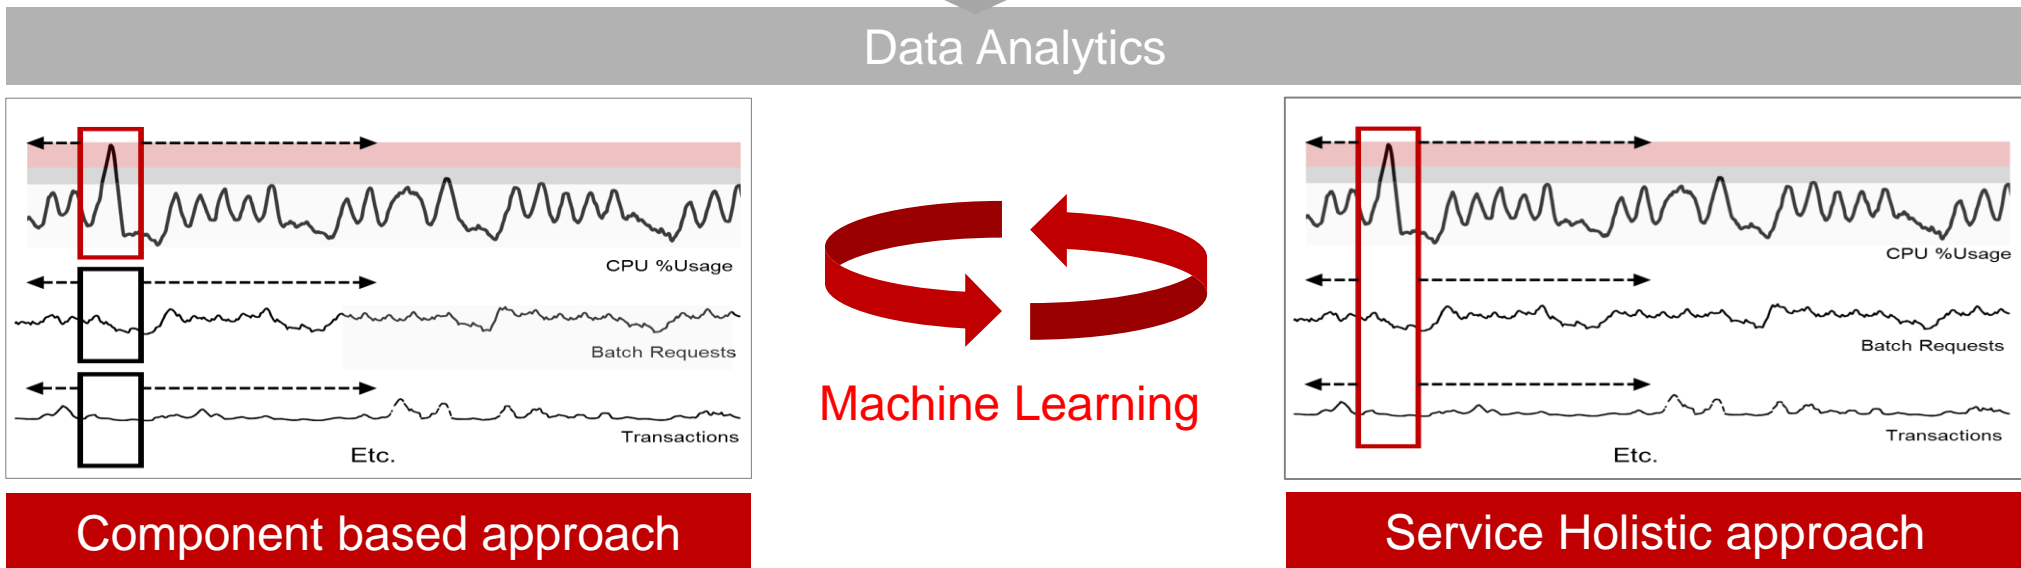 Data Analytics
CPU %Usage
Batch Requests
Transactions
Etc.
Component based approach
Machine Learning
CPU %Usage
Batch Requests
Transactions
Etc.
Service Holistic approach